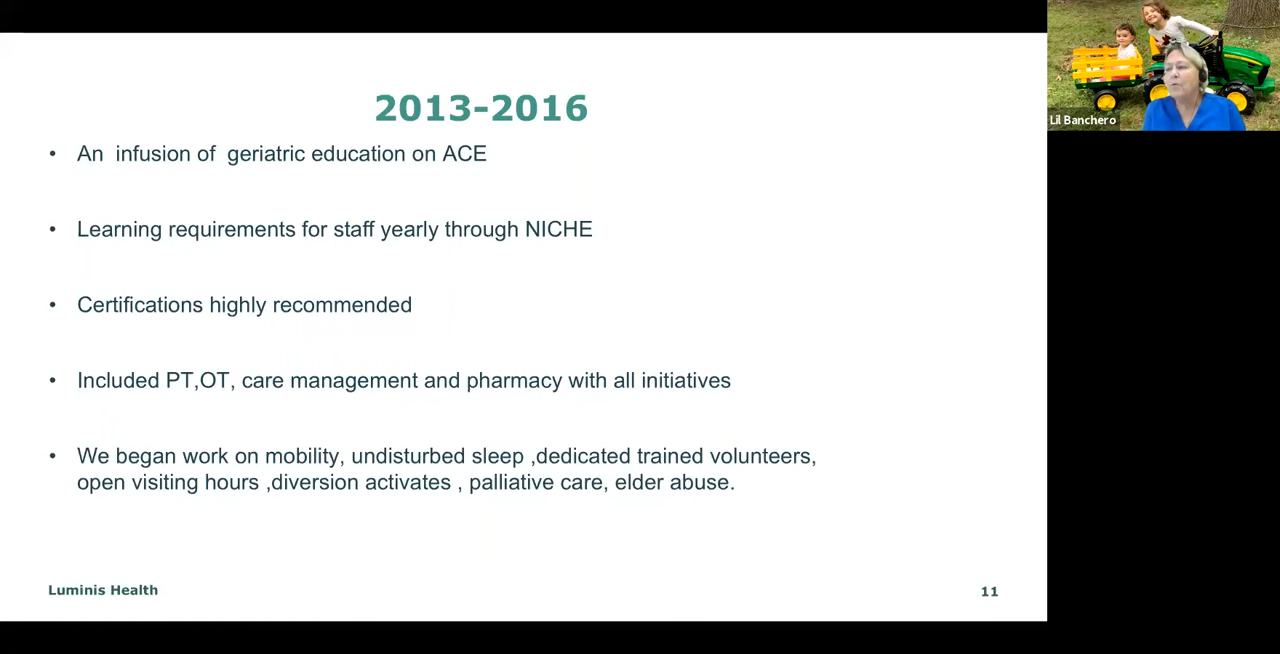 2013-2016
• An infusion of geriatric education on ACE
• Learning requirements for staff yearly through NICHE
• Certifications highly recommended
• Included PT,OT, care management and pharmacy with all initiatives
• We began work on mobility, undisturbed sleep ,dedicated trained volunteers,
open visiting hours ,diversion activates , palliative care, elder abuse.
Luminis Health
11
Lil Banchero